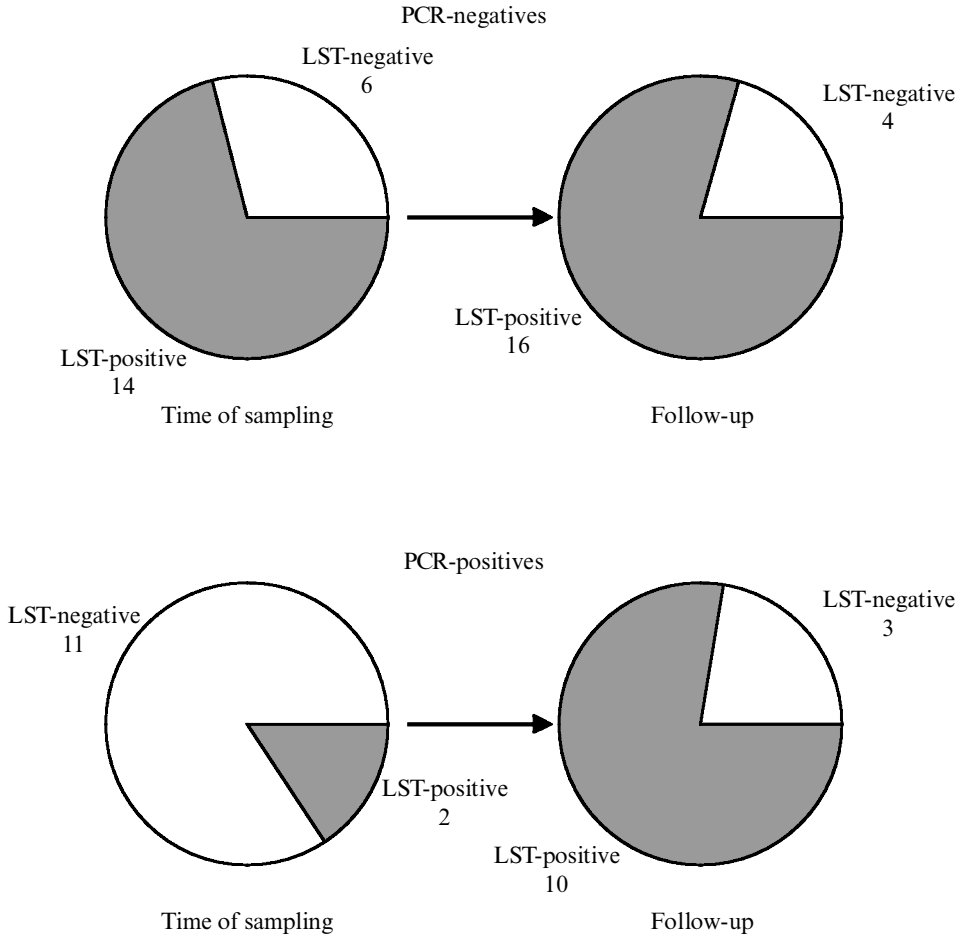 PCR-negatives
LST-negative
6
LST-negative
4
LST-positive
14
LST-positive
16
Time of sampling
Follow-up
PCR-positives
LST-negative
11
LST-negative
3
LST-positive
2
LST-positive
10
Time of sampling
Follow-up